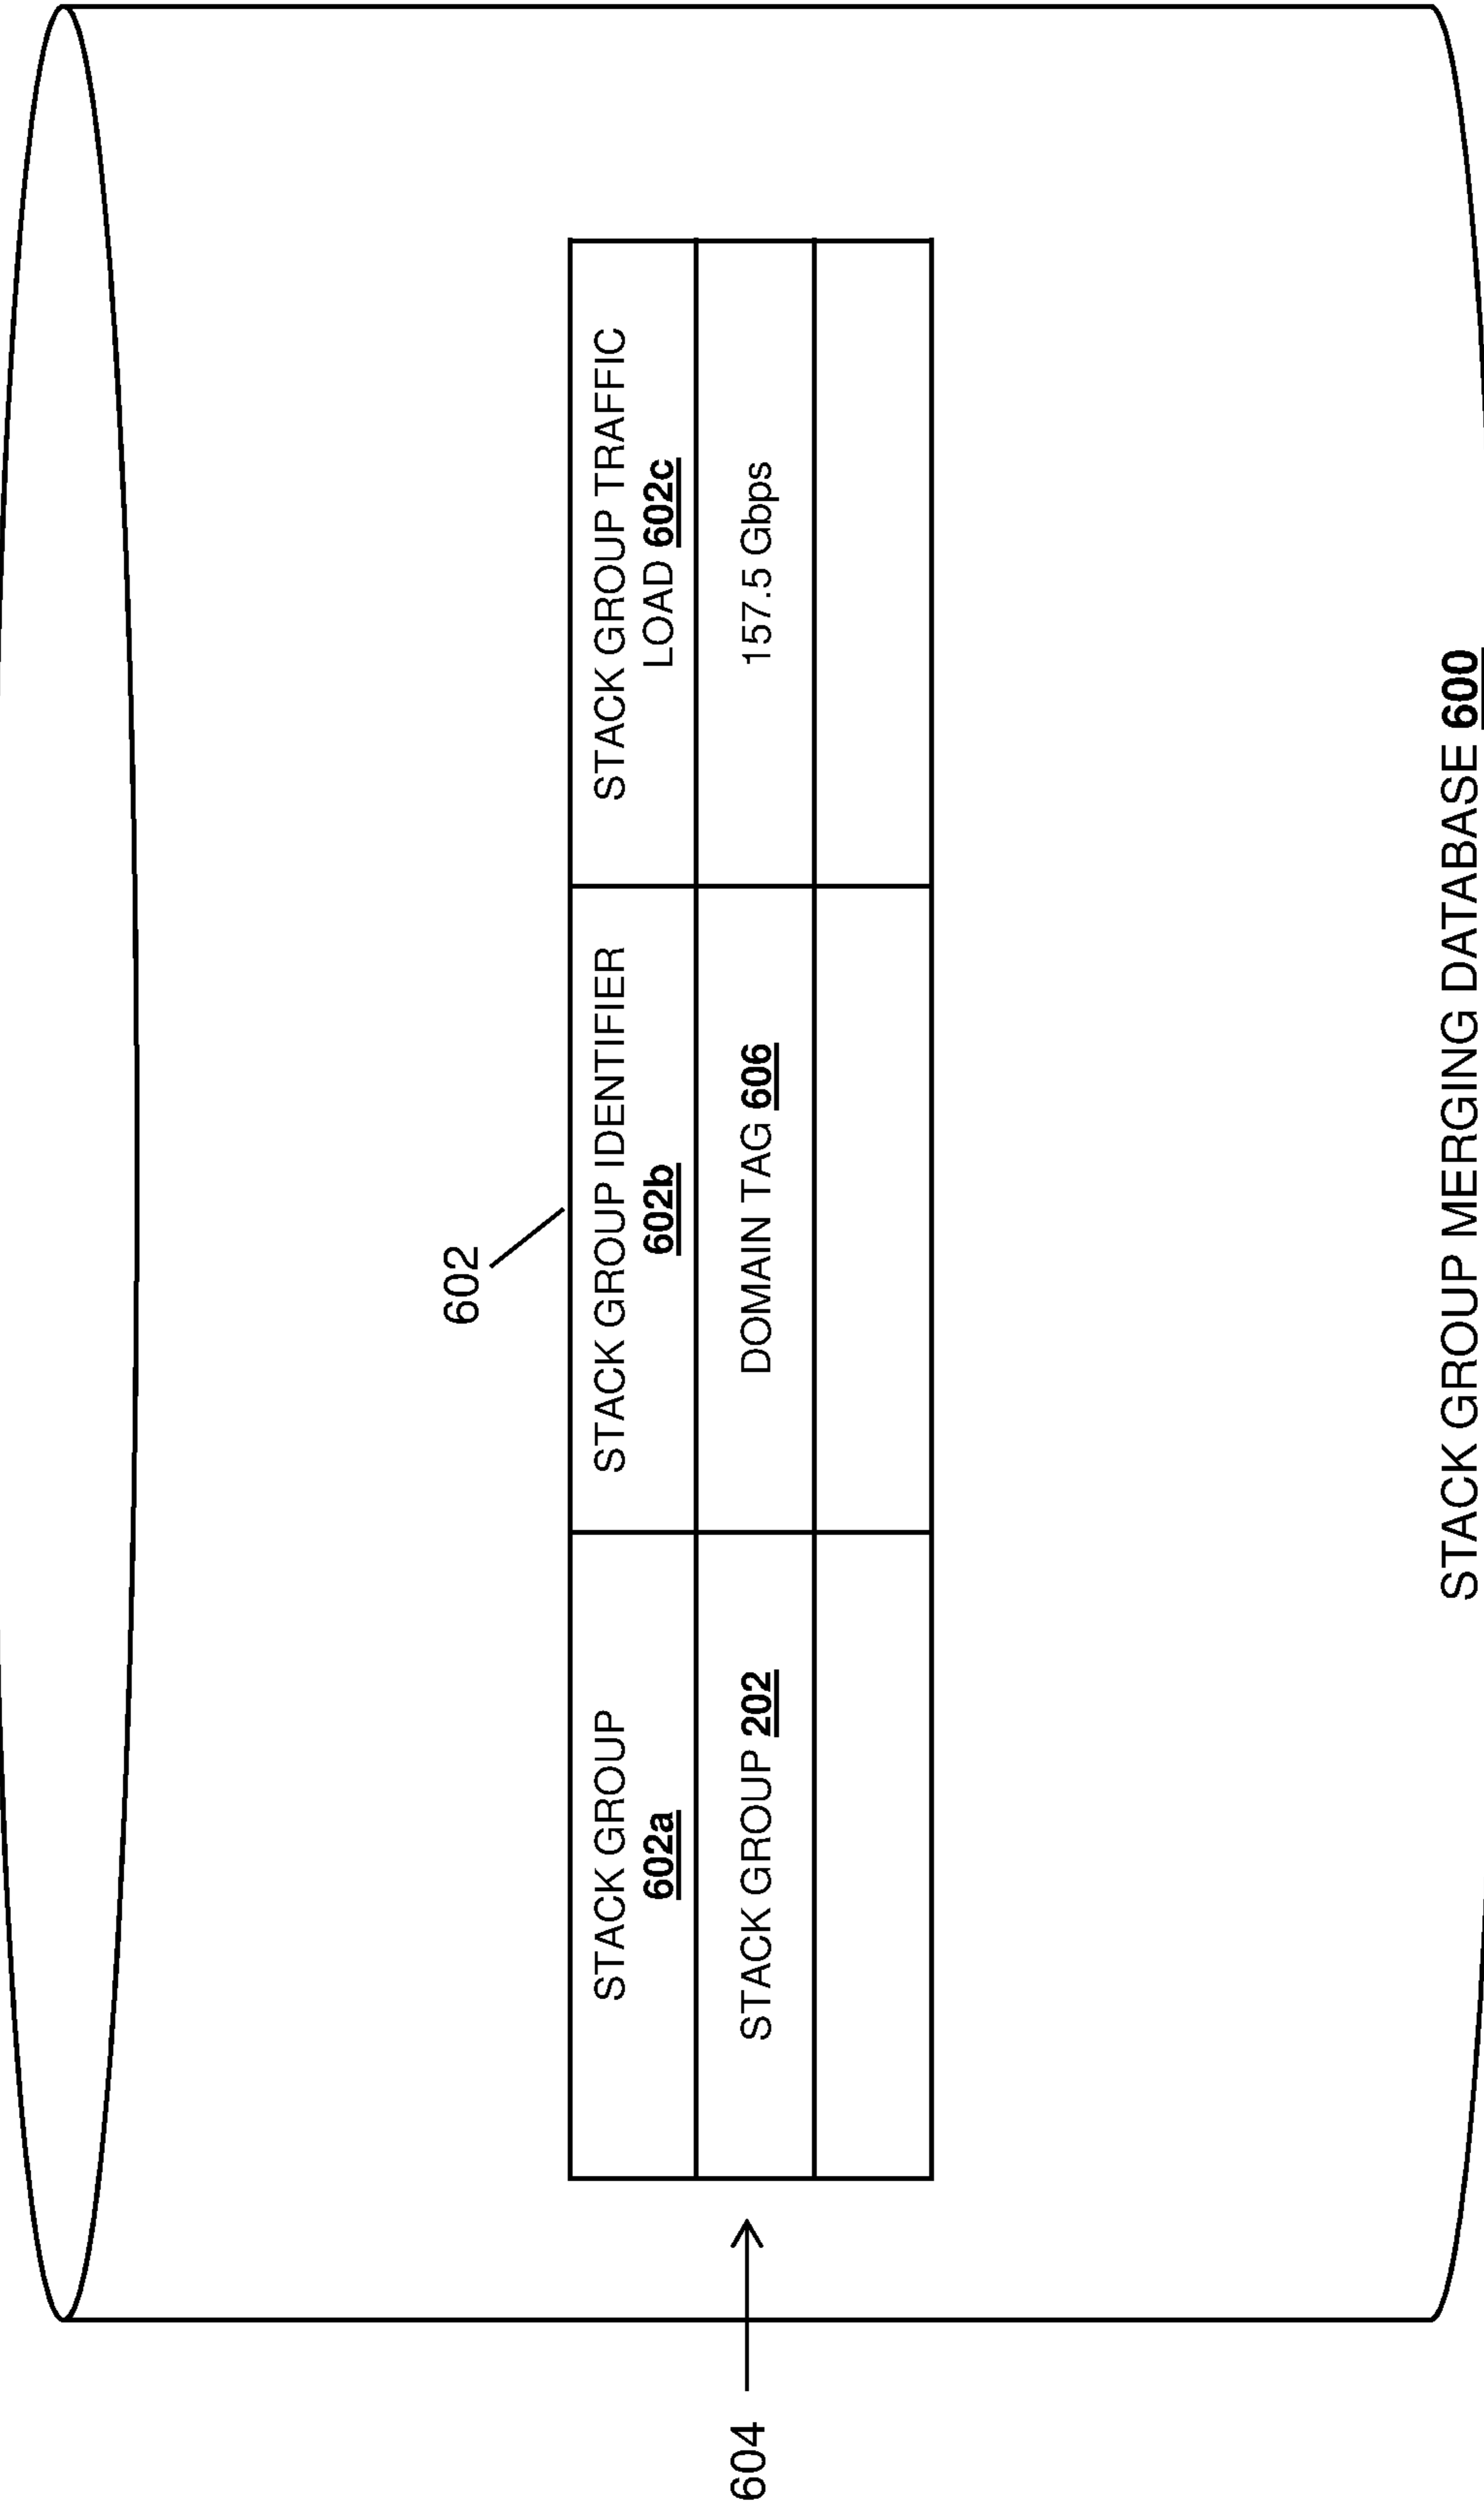 602
STACK GROUP
602a
STACK GROUP IDENTIFIER
602b
STACK GROUP TRAFFIC
LOAD 602c
604
STACK GROUP 202
DOMAIN TAG 606
157.5 Gbps
STACK GROUP MERGING DATABASE 600